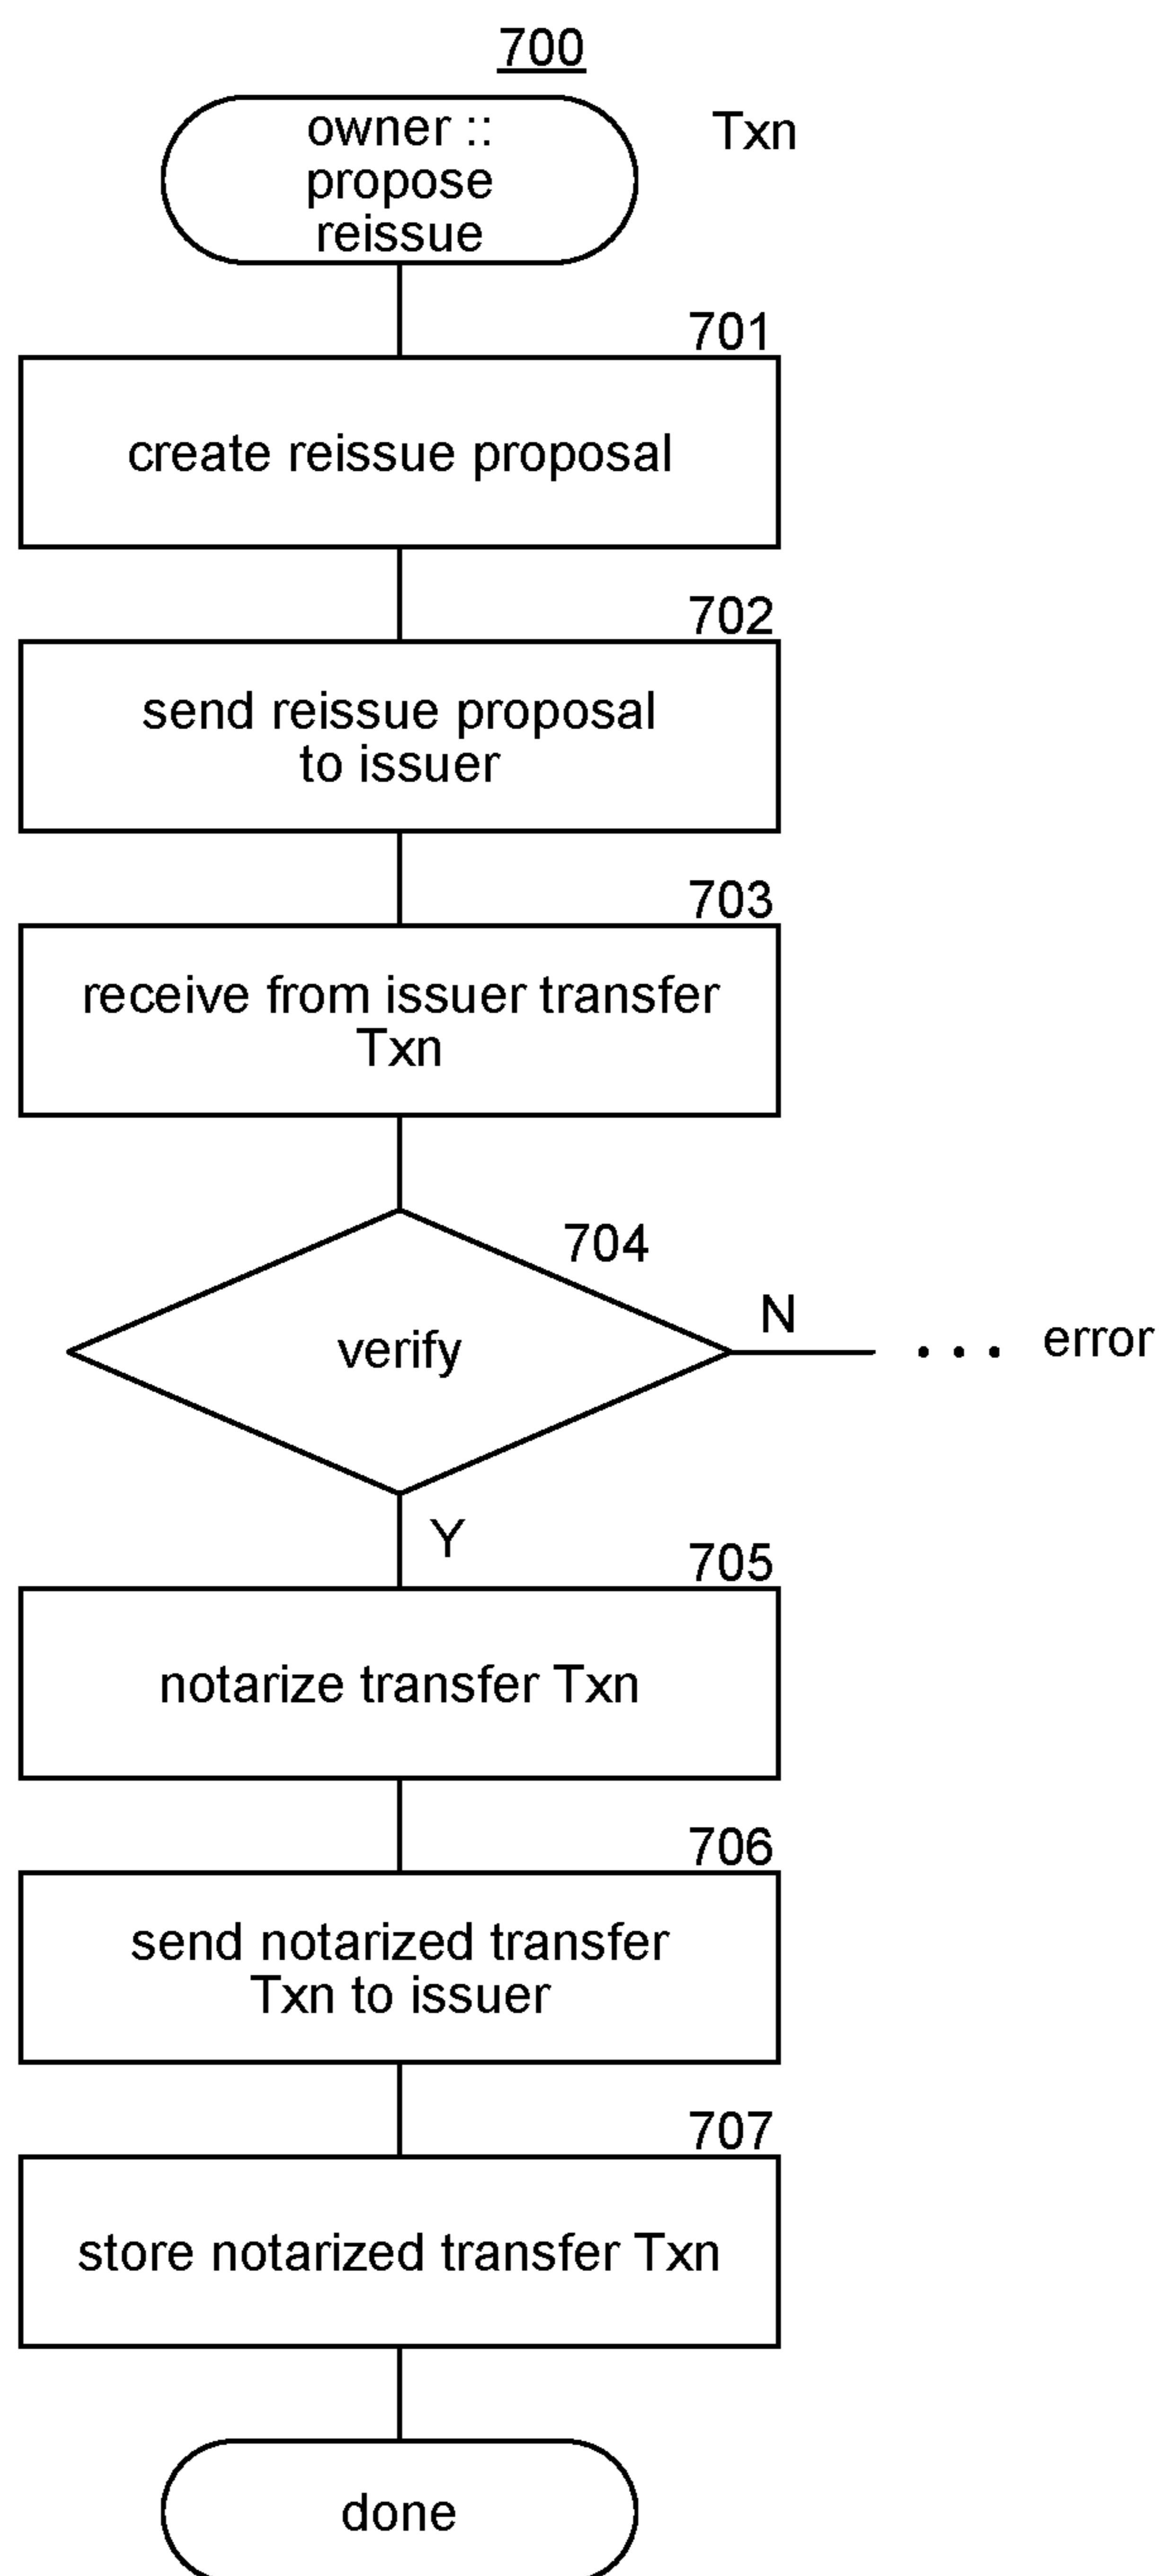 700
owner ::
propose
reissue
Txn
701
create reissue proposal
702
send reissue proposal
to issuer
703
receive from issuer transfer
Txn
704
verify
N
... error
Y
705
notarize transfer Txn
706
send notarized transfer
Txn to issuer
707
store notarized transfer Txn
done